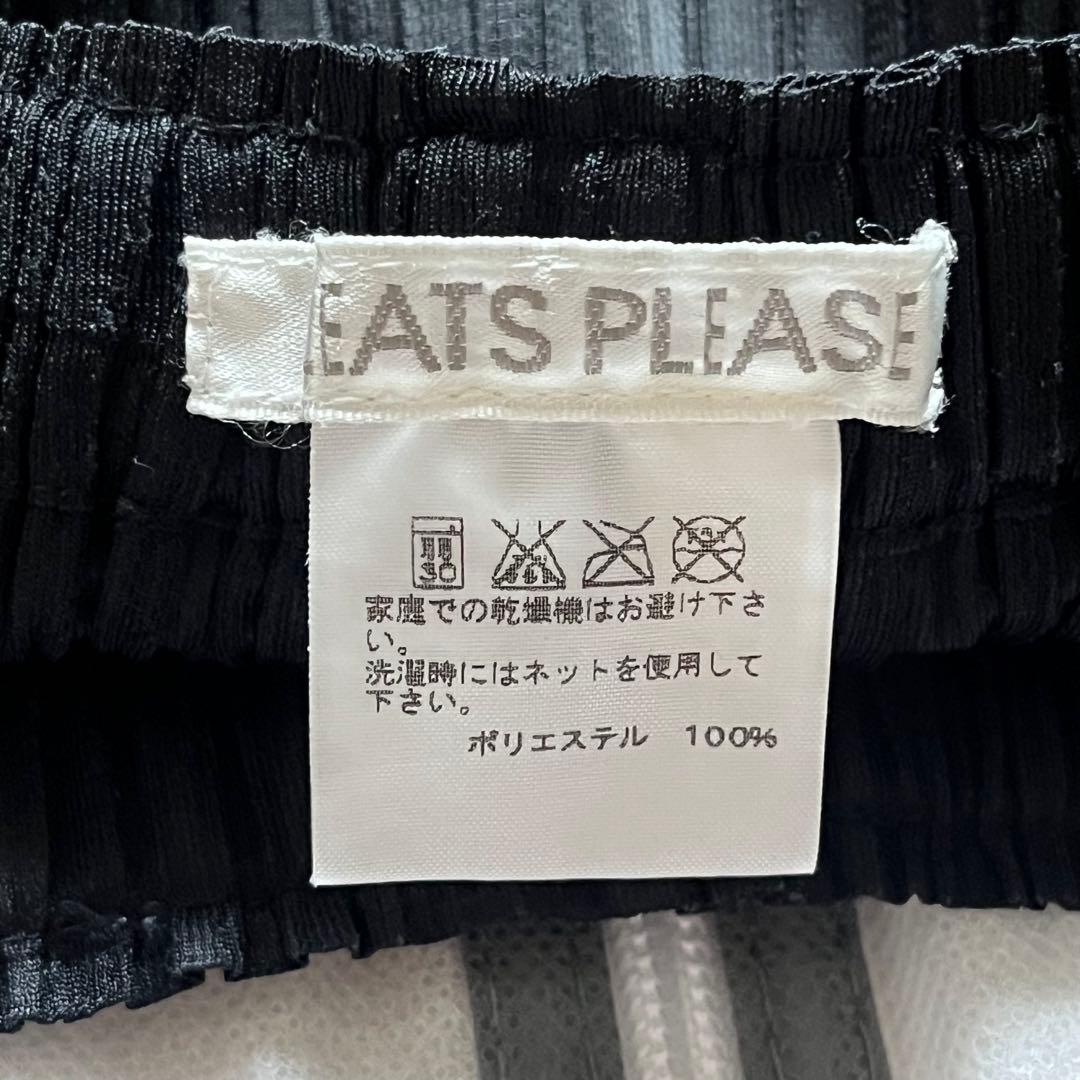 EATS PLEASE
30
家庭での乾燥機はお避け下さ
い。
洗濯時にはネットを使用して
下さい。
ポリエステル 100%